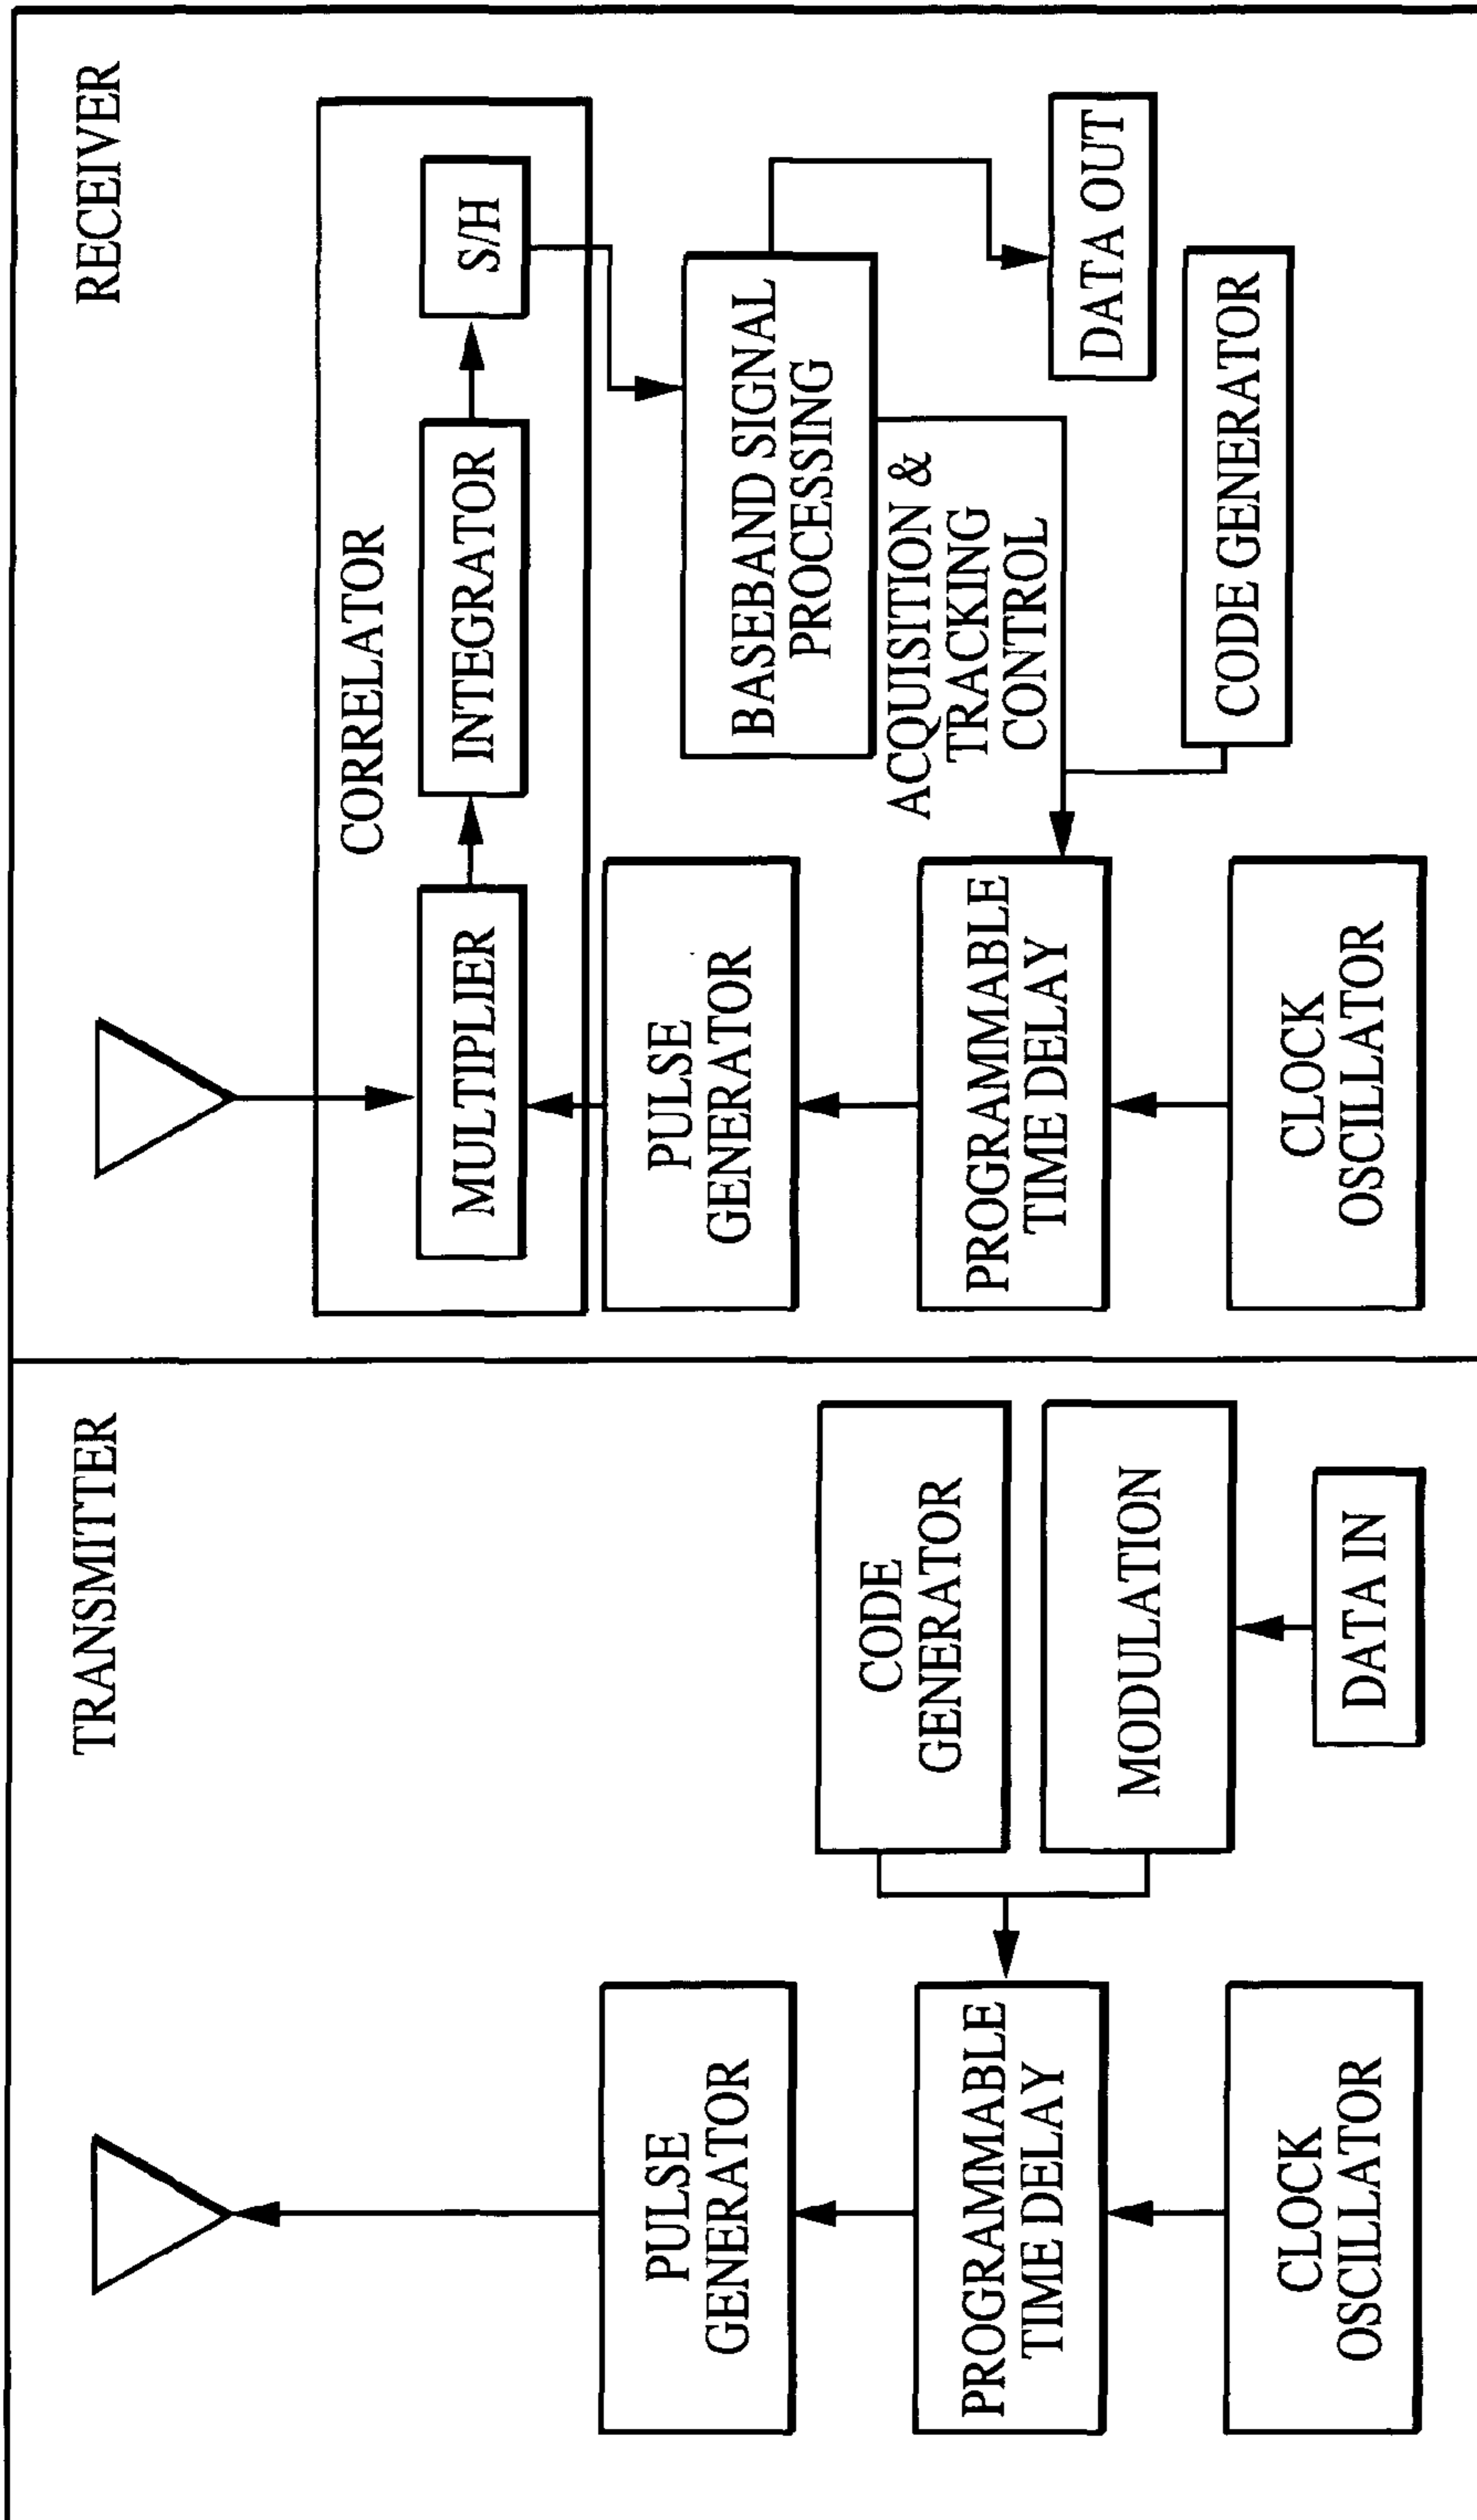 TRANSMITTER
PULSE
GENERATOR
PROGRAMMABLE
TIME DELAY
CLOCK
OSCILLATOR
CODE
GENERATOR
MODULATION
DATA IN
RECEIVER
CORRELATOR
MULTIPLIER
INTEGRATOR
S/H
PULSE
GENERATOR
BASEBAND SIGNAL
PROCESSING
ACQUISITION &
TRACKING
CONTROL
PROGRAMMABLE
TIME DELAY
DATA OUT
CODE GENERATOR
CLOCK
OSCILLATOR